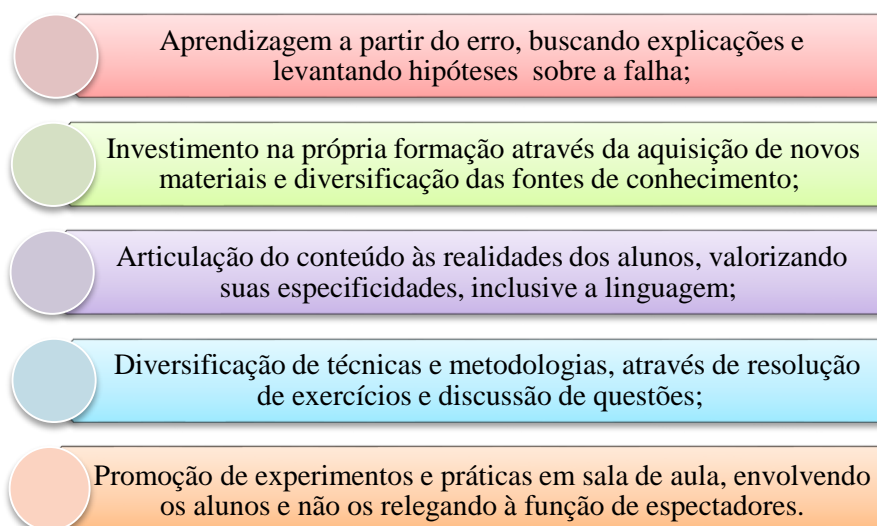 Aprendizagem a partir do erro, buscando explicações e
levantando hipóteses sobre a falha;
Investimento na própria formação através da aquisição de novos
materiais e diversificação das fontes de conhecimento;
Articulação do conteúdo às realidades dos alunos, valorizando
suas especificidades, inclusive a linguagem;
Diversificação de técnicas e metodologias, através de resolução
de exercícios e discussão de questões;
Promoção de experimentos e práticas em sala de aula, envolvendo
os alunos e não os relegando à função de espectadores.